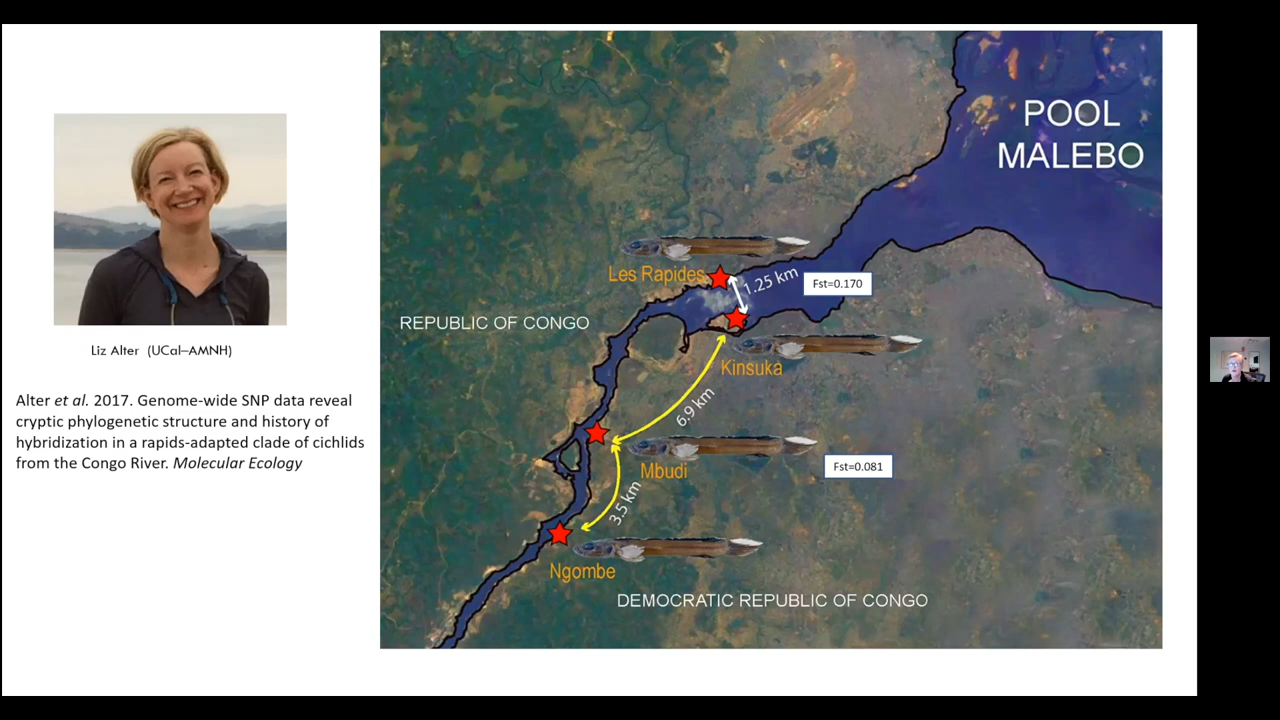 POOL
MALEBO
Les Rapides
1.25 km
Fst=0.170
REPUBLIC OF CONGO
Kinsuka
Liz Alter (UCal–AMNH)
6.9 km
Alter et al. 2017. Genome-wide SNP data reveal
cryptic phylogenetic structure and history of
hybridization in a rapids-adapted clade of cichlids
from the Congo River. Molecular Ecology
Mbudi
Fst=0.081
3.5 km
Ngombe
DEMOCRATIC REPUBLIC OF CONGO